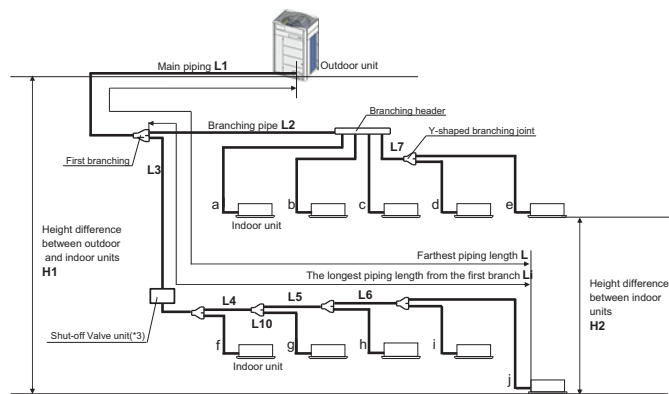 Main piping L1
Outdoor unit
Branching header
Branching pipe L2
Y-shaped branching joint
First branching
L3
L7
a
b
c
d
e
Indoor unit
Height difference
between outdoor
and indoor units
H1
Farthest piping length L
The longest piping length from the first branch Li
Height difference
between indoor
units
H2
L4
L5
L6
L10
Shut-off Valve unit(*3)
f
g
h
i
j
Indoor unit